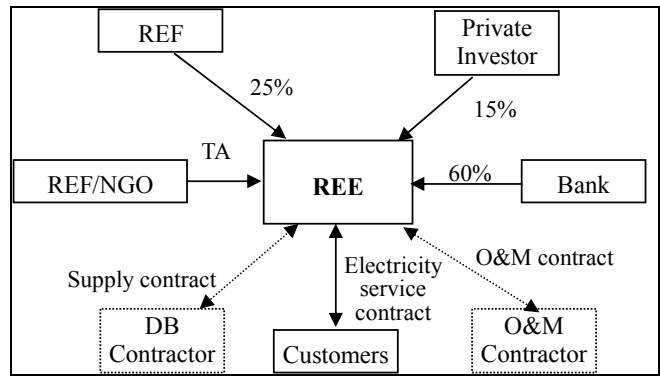 REF
Private
Investor
25%
15%
TA
REF/NGO
REE
60%
Bank
Supply contract
Electricity
service
contract
O&M contract
DB
Contractor
Customers
O&M
Contractor